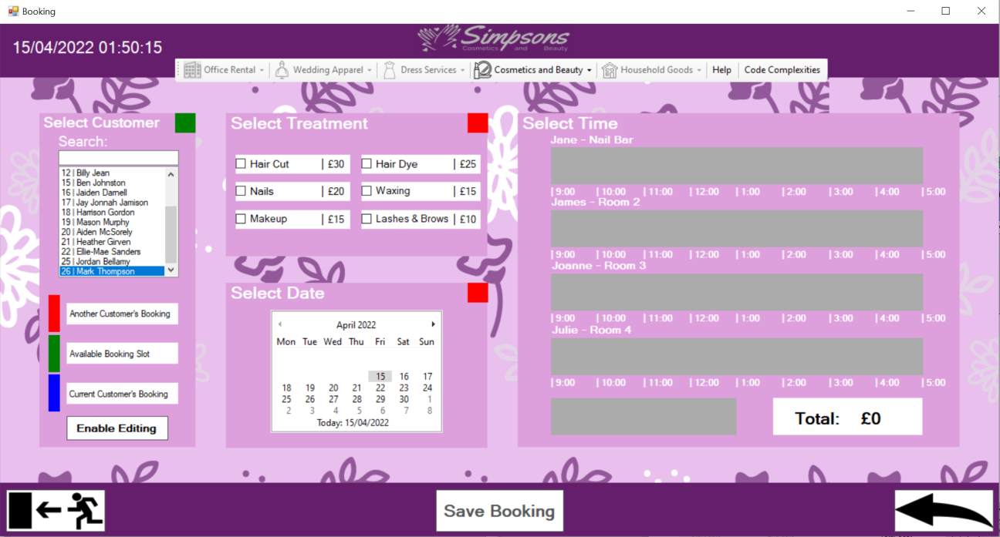 Booking
15/04/2022 01:50:15
Simpsons
Cosmetics and Beauty
Office Rental
Wedding Apparel
Dress Services
Cosmetics and Beauty
Household Goods
Help
Code Complexities
Select Customer
Search:
12 | Billy Jean
15 | Ben Johnston
16 | Jaiden Darnell
17 | Jay Jonnah Jamison
18 | Harrison Gordon
19 | Mason Murphy
20 | Aiden McSorely
21 | Heather Girven
22 | Ellie-Mae Sanders
25 | Jordan Bellamy
26 | Mark Thompson
Another Customer's Booking
Available Booking Slot
Current Customer's Booking
Enable Editing
Select Treatment
Hair Cut | £30
Hair Dye | £25
Nails | £20
Waxing | £15
Makeup | £15
Lashes & Brows | £10
Select Date
April 2022
Mon Tue Wed Thu Fri Sat Sun
15 16 17
18 19 20 21 22 23 24
25 26 27 28 29 30 1
2 3 4 5 6 7 8
Today: 15/04/2022
Select Time
Jane - Nail Bar
|9:00 |10:00 |11:00 |12:00 |1:00 |2:00 |3:00 |4:00 |5:00
James - Room 2
|9:00 |10:00 |11:00 |12:00 |1:00 |2:00 |3:00 |4:00 |5:00
Joanne - Room 3
|9:00 |10:00 |11:00 |12:00 |1:00 |2:00 |3:00 |4:00 |5:00
Julie - Room 4
|9:00 |10:00 |11:00 |12:00 |1:00 |2:00 |3:00 |4:00 |5:00
Total: £0
Save Booking